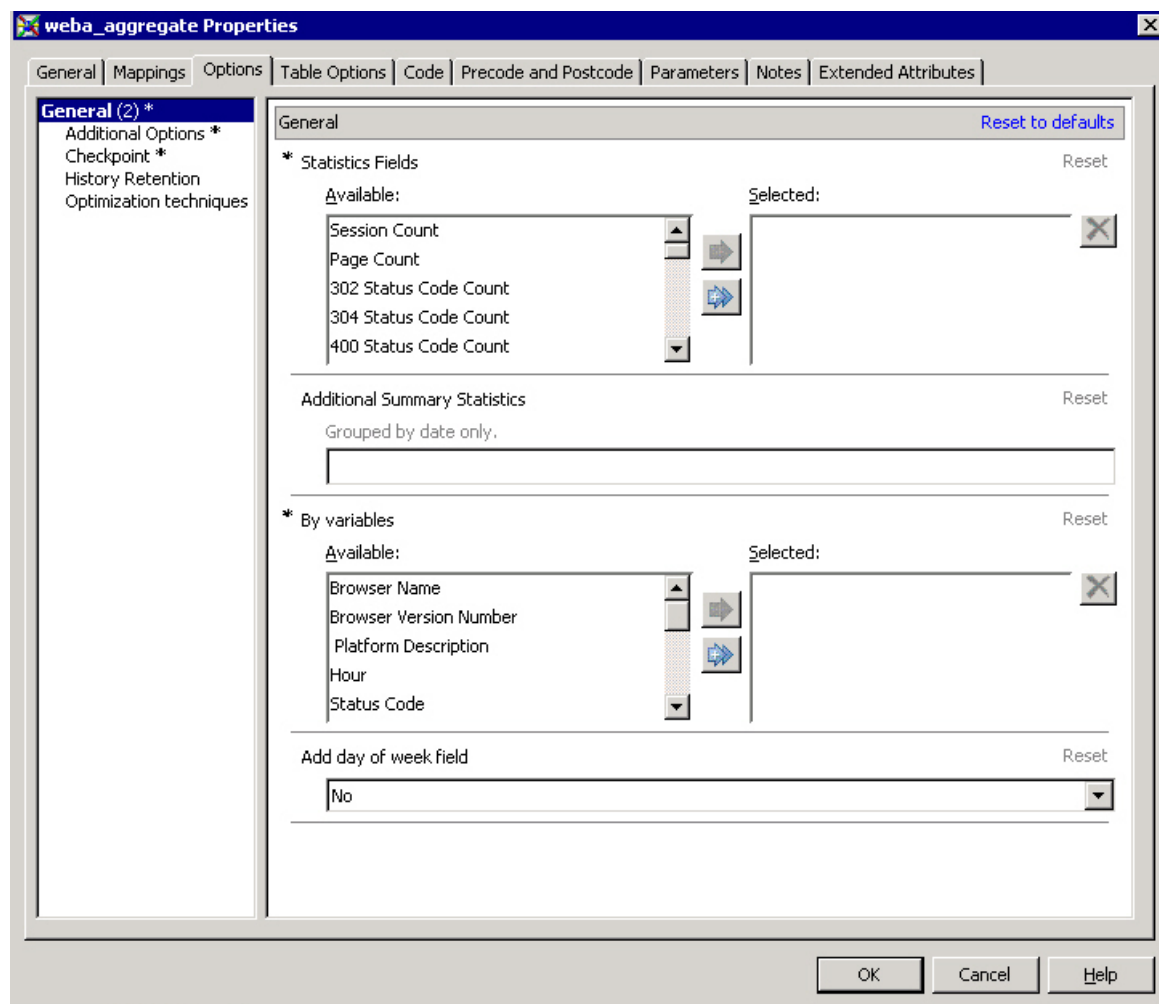 weba_aggregate Properties
General Mappings Options Table Options Code Precode and Postcode Parameters Notes Extended Attributes
General (2) *
Additional Options *
Checkpoint *
History Retention
Optimization techniques
General Reset to defaults
* Statistics Fields Reset
Available: Selected:
Session Count
Page Count
302 Status Code Count
304 Status Code Count
400 Status Code Count
Additional Summary Statistics Reset
Grouped by date only.
* By variables Reset
Available: Selected:
Browser Name
Browser Version Number
Platform Description
Hour
Status Code
Add day of week field Reset
No
OK Cancel Help